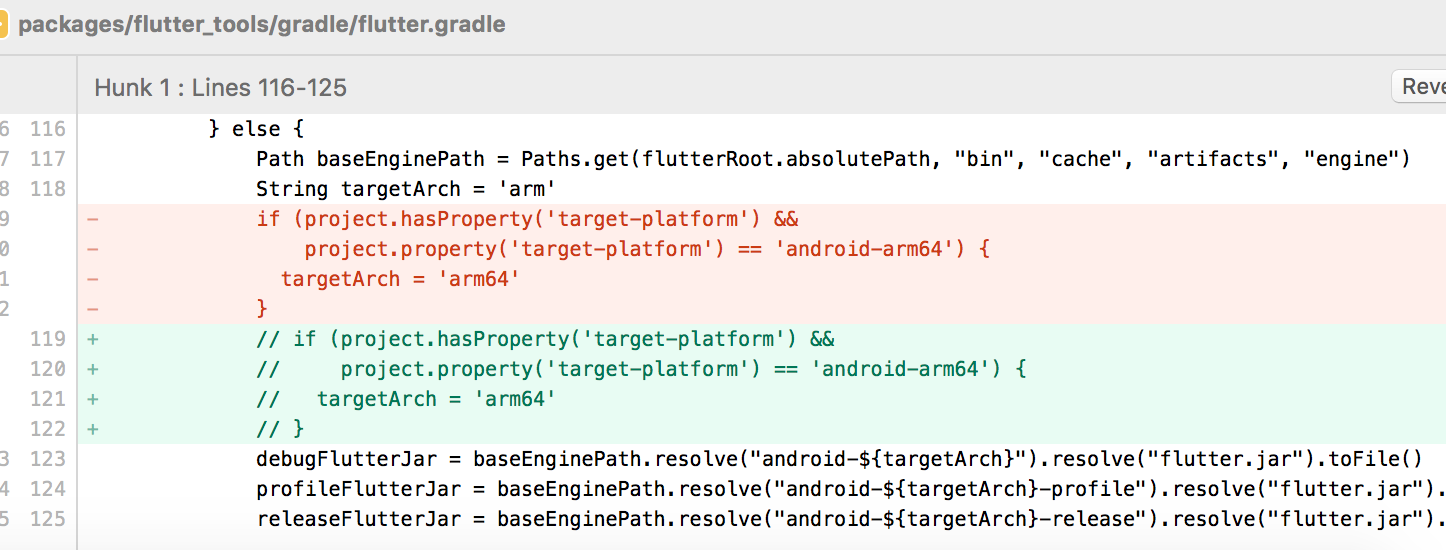 packages/flutter_tools/gradle/flutter.gradle
Hunk 1 : Lines 116-125
Reve
6 116 } else {
7 117 Path baseEnginePath = Paths.get(flutterRoot.absolutePath, "bin", "cache", "artifacts", "engine")
8 118 String targetArch = 'arm'
9 - if (project.hasProperty('target-platform') &&
0 - project.property('target-platform') == 'android-arm64') {
1 - targetArch = 'arm64'
2 - }
119 + // if (project.hasProperty('target-platform') &&
120 + // project.property('target-platform') == 'android-arm64') {
121 + // targetArch = 'arm64'
122 + // }
3 123 debugFlutterJar = baseEnginePath.resolve("android-${targetArch}").resolve("flutter.jar").toFile()
4 124 profileFlutterJar = baseEnginePath.resolve("android-${targetArch}-profile").resolve("flutter.jar").
5 125 releaseFlutterJar = baseEnginePath.resolve("android-${targetArch}-release").resolve("flutter.jar").